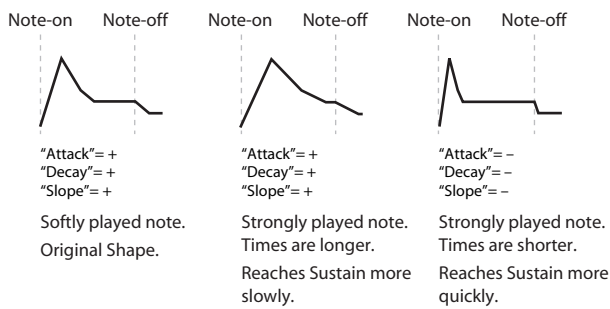 Note-on Note-off Note-on Note-off Note-on Note-off
“Attack”= +
“Decay”= +
“Slope”= +
Softly played note.
Original Shape.
“Attack”= +
“Decay”= +
“Slope”= +
Strongly played note.
Times are longer.
Reaches Sustain more
slowly.
“Attack”= –
“Decay”= –
“Slope”= –
Strongly played note.
Times are shorter.
Reaches Sustain more
quickly.